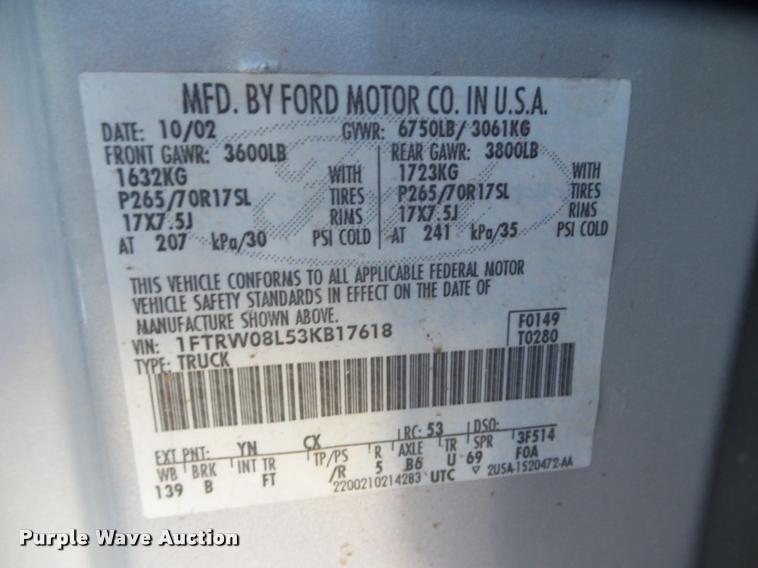 MFD. BY FORD MOTOR CO. IN U.S.A.
DATE: 10/02 GVWR: 6750LB/ 3061KG
FRONT GAWR: 3600LB REAR GAWR: 3800LB
1632KG WITH 1723KG WITH
P265/70R17SL TIRES P265/70R17SL TIRES
17X7.5J RIMS 17X7.5J RIMS
AT 207 kPa/30 PSI COLD AT 241 kPa/35 PSI COLD
THIS VEHICLE CONFORMS TO ALL APPLICABLE FEDERAL MOTOR
VEHICLE SAFETY STANDARDS IN EFFECT ON THE DATE OF
MANUFACTURE SHOWN ABOVE.
VIN: 1FTRW08L53KB17618 F0149
TYPE: TRUCK T0280
EXT PNT: YN CX RC: 53 DSO:
WB BRK INT TR TP/PS R AXLE TR SPR 3F514
139 B FT /R 5 B6 U 69 F0A
2200210214283 UTC ▽ 2U5A-1520472-AA
Purple Wave Auction